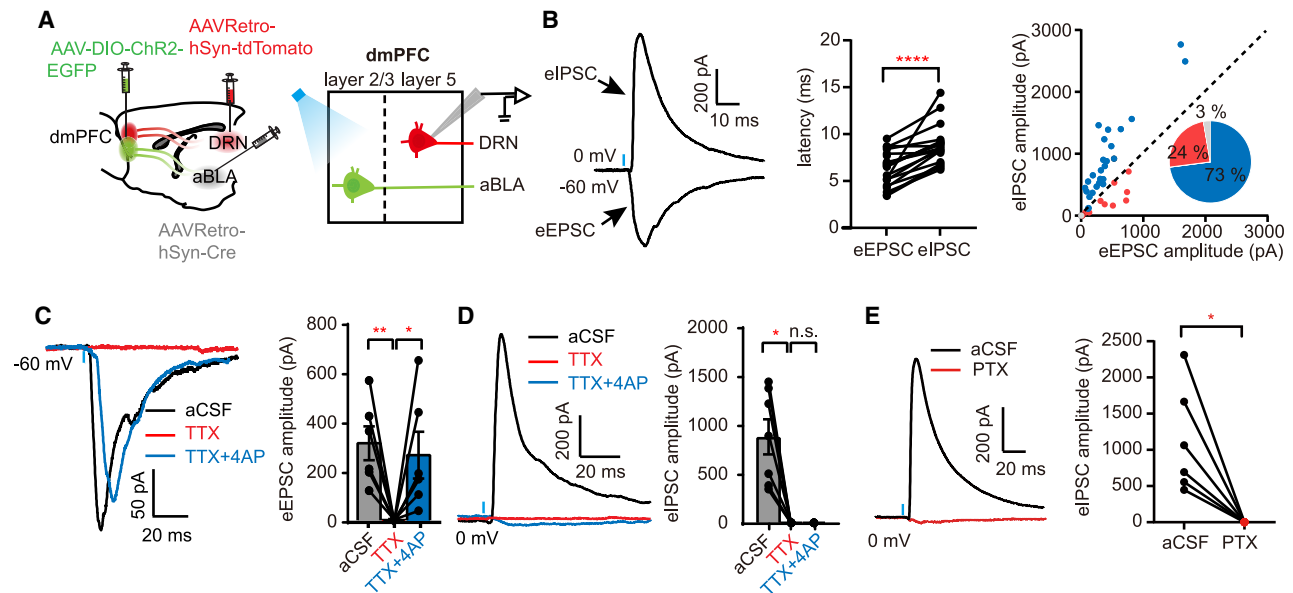 A
AAVRetro-
hSyn-tdTomato
AAV-DIO-ChR2-
EGFP
dmPFC
DRN
aBLA
AAVRetro-
hSyn-Cre
dmPFC
layer 2/3 layer 5
DRN
aBLA
B
eIPSC
200 pA
10 ms
0 mV
-60 mV
eEPSC
latency (ms)
20
15
10
5
0
****
eEPSC eIPSC
eIPSC amplitude (pA)
3000
2000
1000
0
3 %
24 %
73 %
0 1000 2000 3000
eEPSC amplitude (pA)
C
-60 mV
aCSF
TTX
TTX+4AP
50 pA
20 ms
eEPSC amplitude (pA)
800
600
400
200
0
** *
aCSF
TTX
TTX+4AP
D
aCSF
TTX
TTX+4AP
200 pA
20 ms
0 mV
eIPSC amplitude (pA)
2000
1500
1000
500
0
* n.s.
aCSF
TTX
TTX+4AP
E
aCSF
PTX
200 pA
20 ms
0 mV
eIPSC amplitude (pA)
2500
2000
1500
1000
500
0
*
aCSF PTX